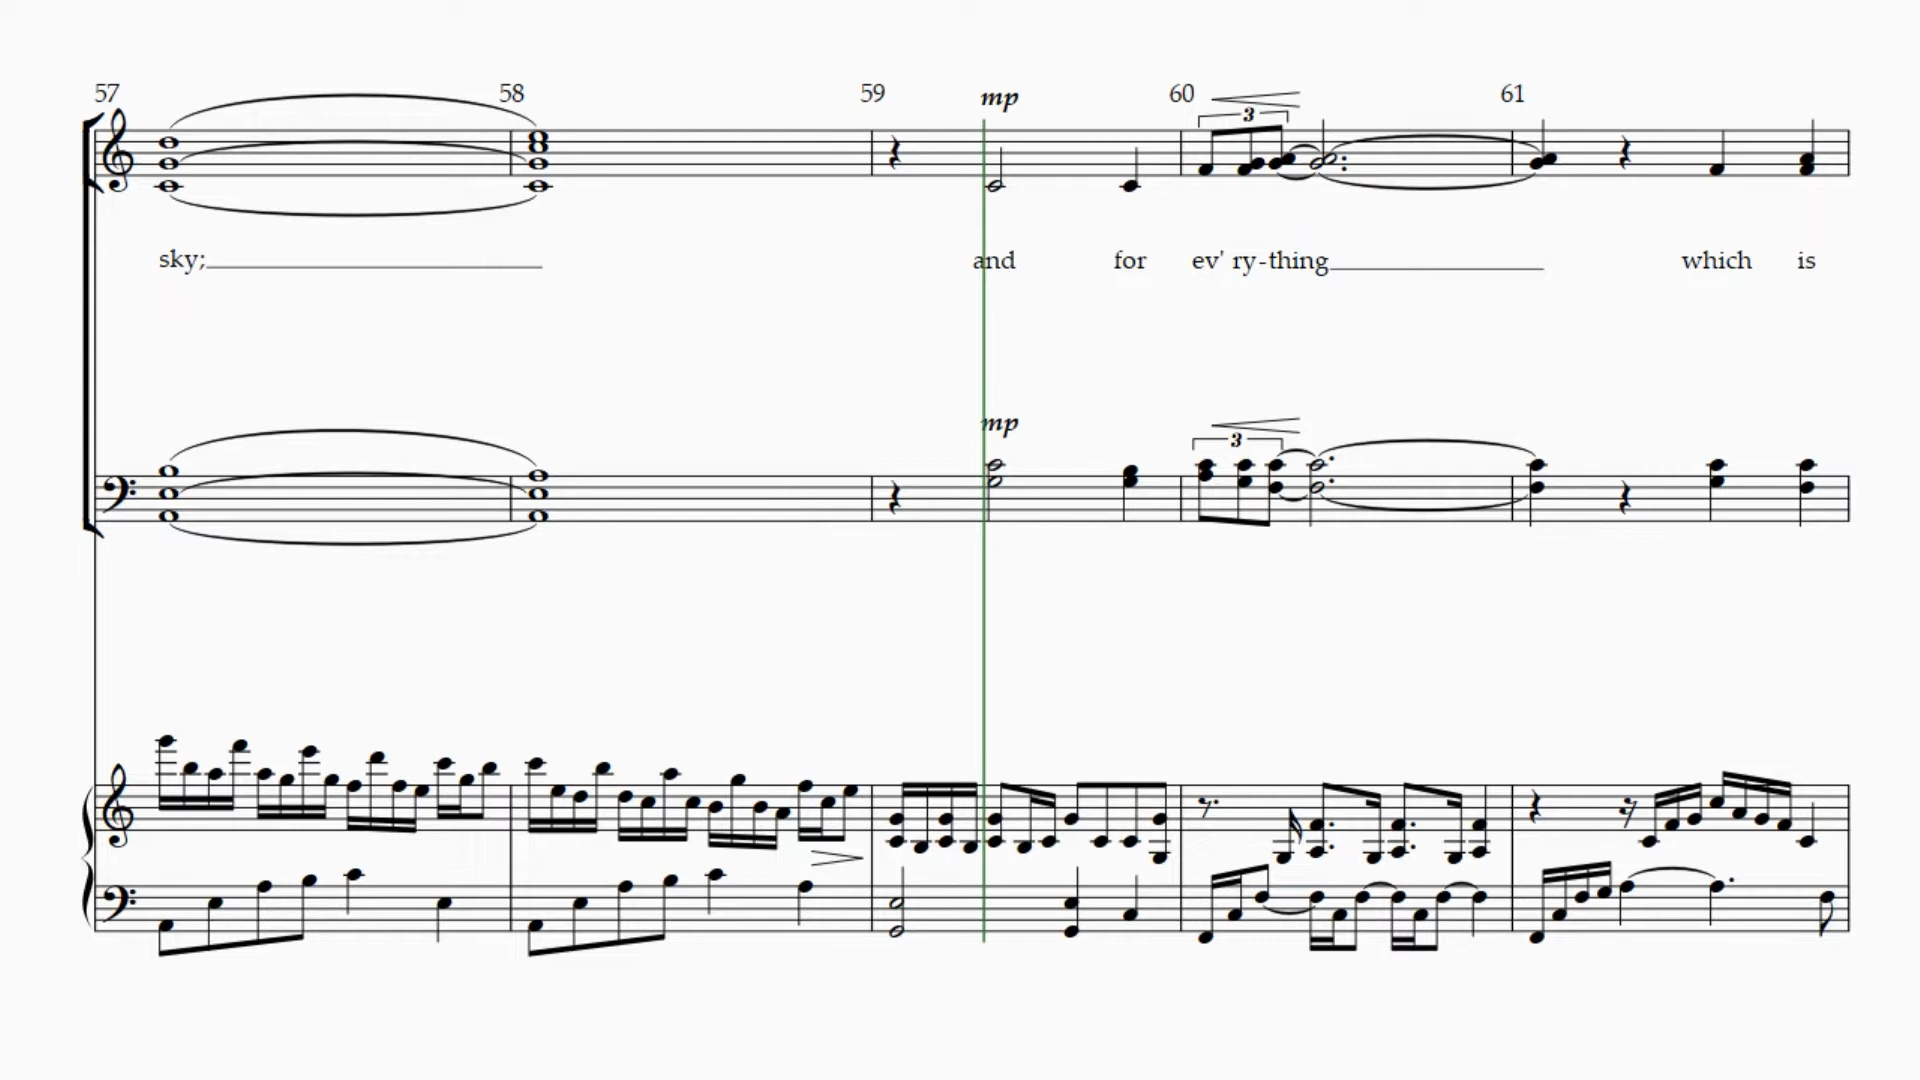 57 58 59 mp 60 61
3
sky; and for ev' ry-thing which is
mp
3